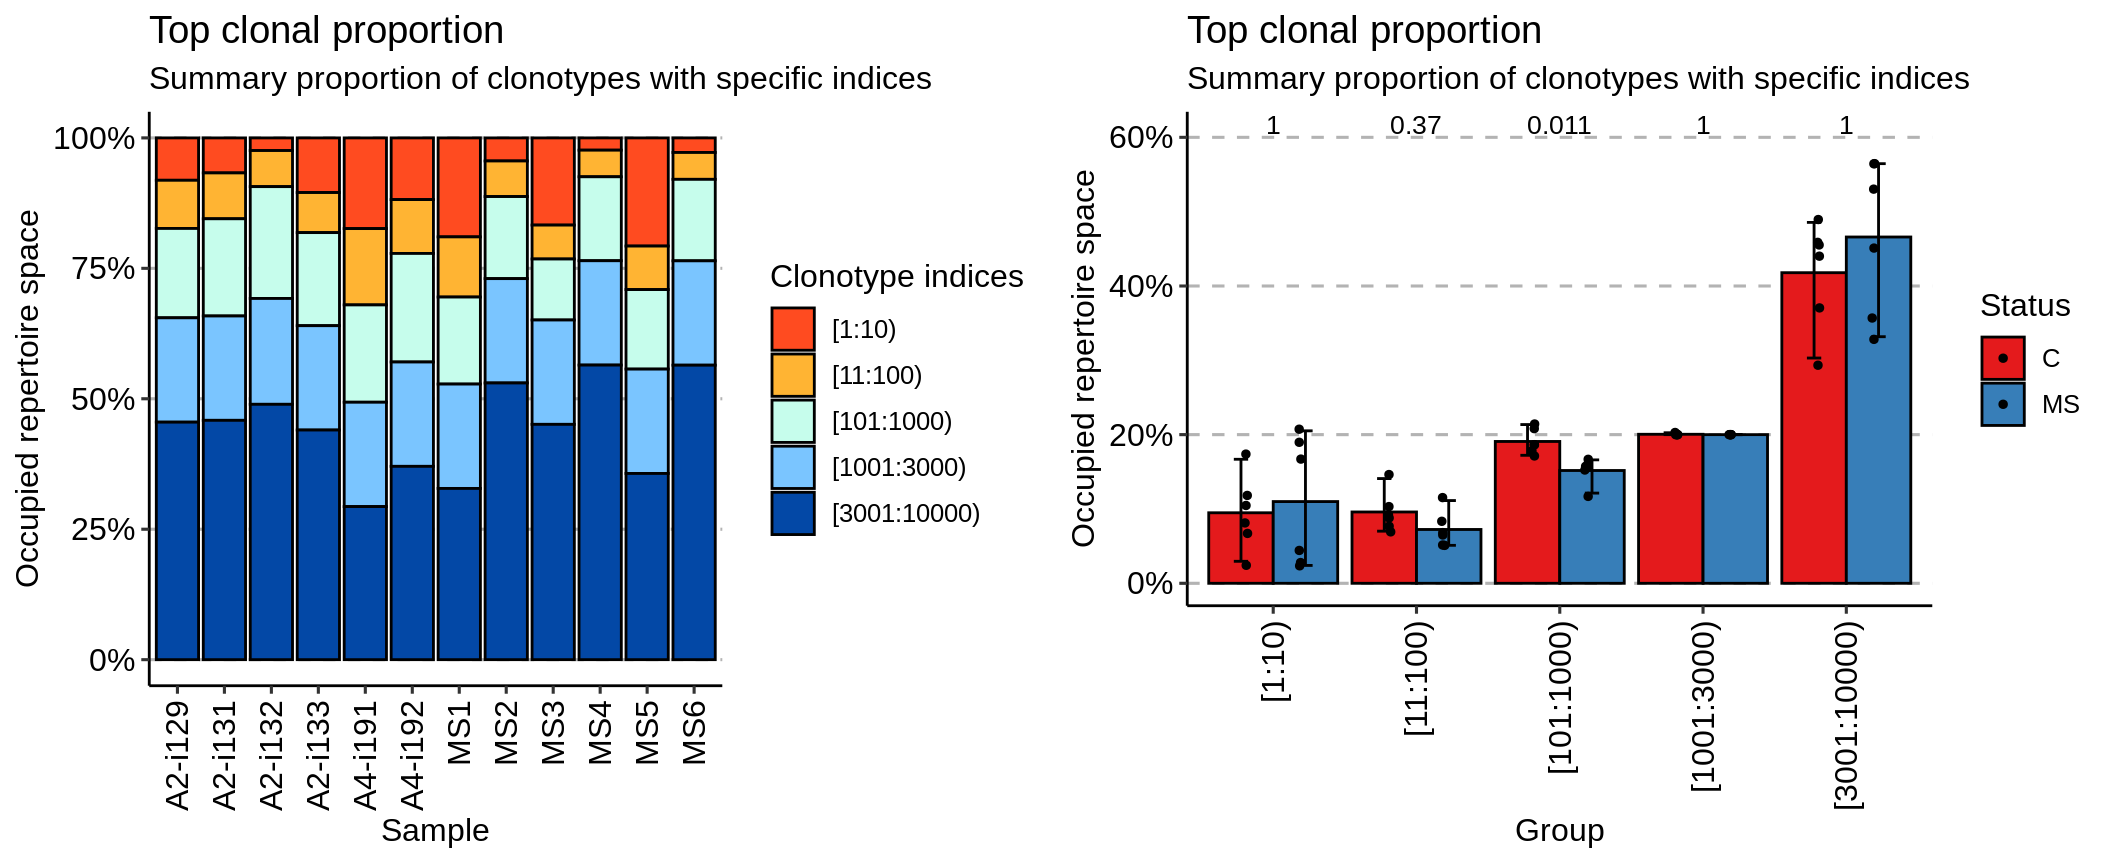 Top clonal proportion
Summary proportion of clonotypes with specific indices
Occupied repertoire space
100%
75%
50%
25%
0%
A2-i129
A2-i131
A2-i132
A2-i133
A4-i191
A4-i192
MS1
MS2
MS3
MS4
MS5
MS6
Sample
Clonotype indices
[1:10)
[11:100)
[101:1000)
[1001:3000)
[3001:10000)
Top clonal proportion
Summary proportion of clonotypes with specific indices
Occupied repertoire space
60%
40%
20%
0%
1
0.37
0.011
1
1
[1:10)
[11:100)
[101:1000)
[1001:3000)
[3001:10000)
Group
Status
C
MS